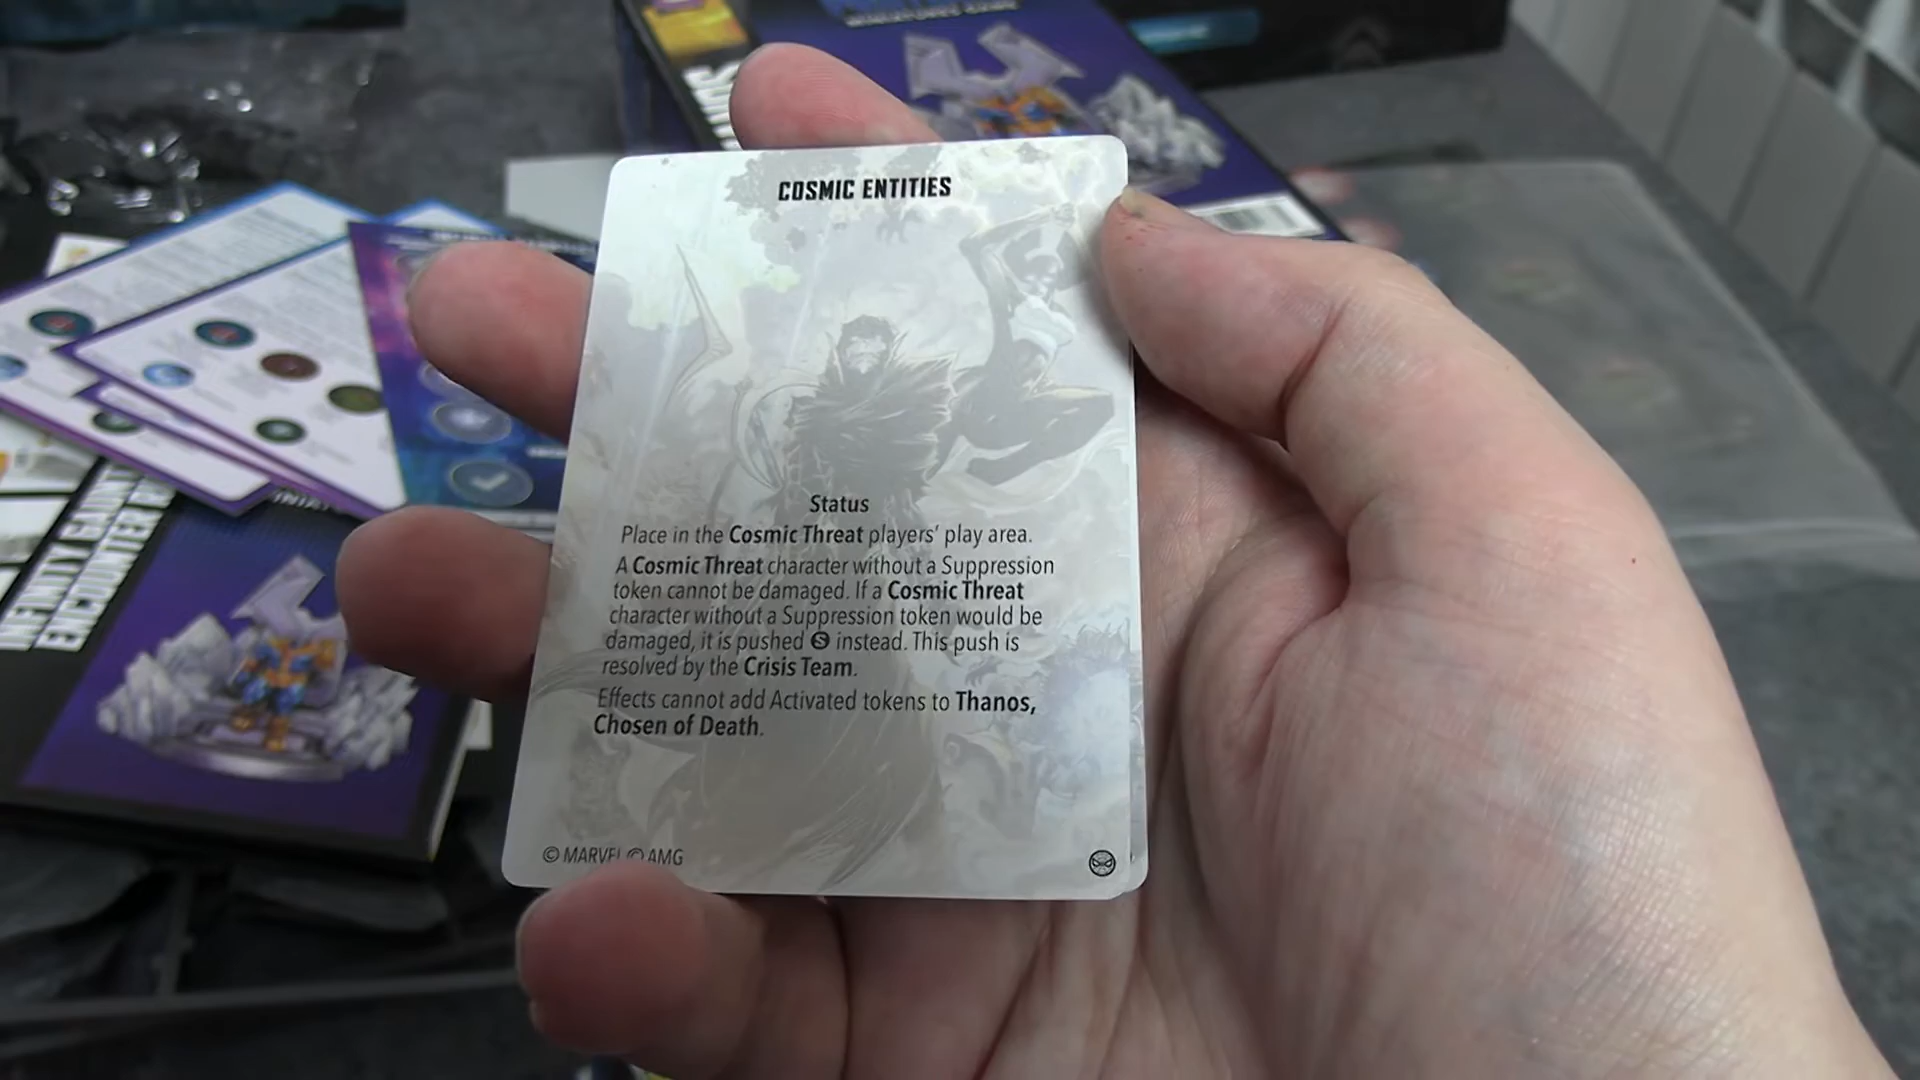 COSMIC ENTITIES
Status
Place in the Cosmic Threat players' play area.
A Cosmic Threat character without a Suppression
token cannot be damaged. If a Cosmic Threat
character without a Suppression token would be
damaged, it is pushed S instead. This push is
resolved by the Crisis Team.
Effects cannot add Activated tokens to Thanos,
Chosen of Death.
© MARVEL © AMG
INFINITY
ENCOUNTER